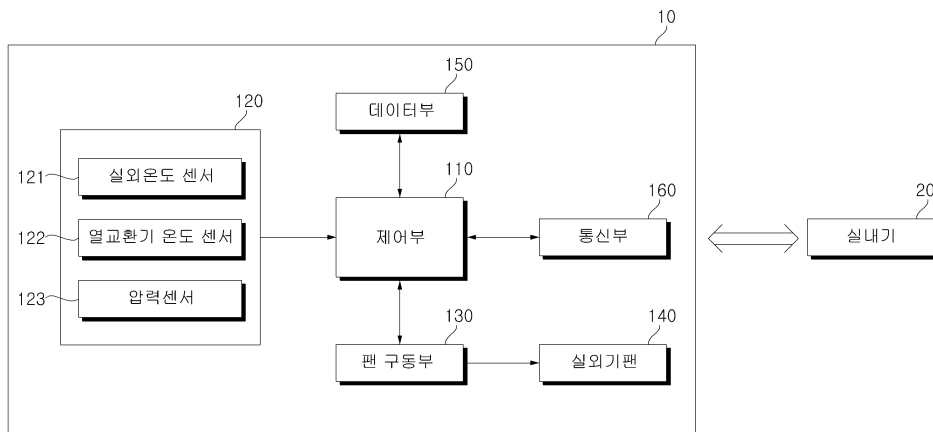 10
150
데이터부
120
121
실외온도 센서
110
160
20
122
열교환기 온도 센서
제어부
통신부
실내기
123
압력센서
130
140
팬 구동부
실외기팬